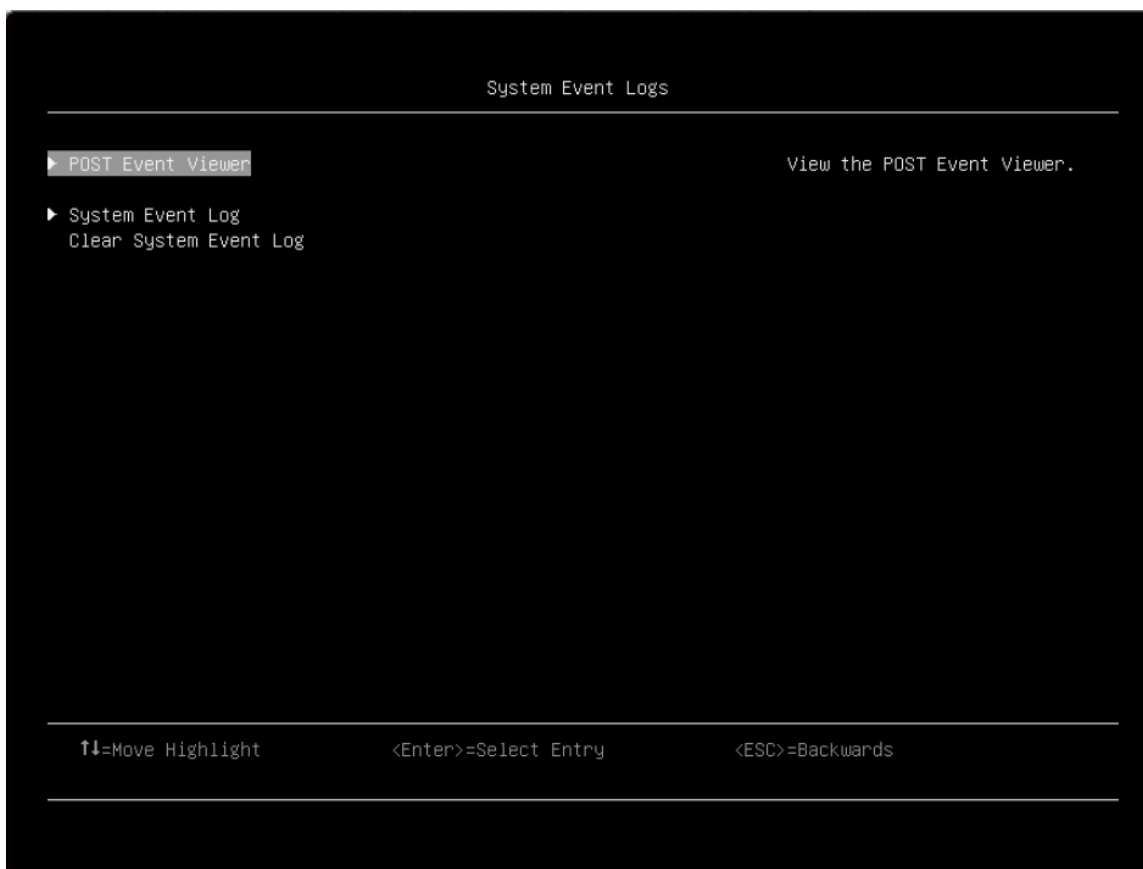 System Event Logs
▶ POST Event Viewer
View the POST Event Viewer.
▶ System Event Log
Clear System Event Log
↑↓=Move Highlight
<Enter>=Select Entry
<ESC>=Backwards